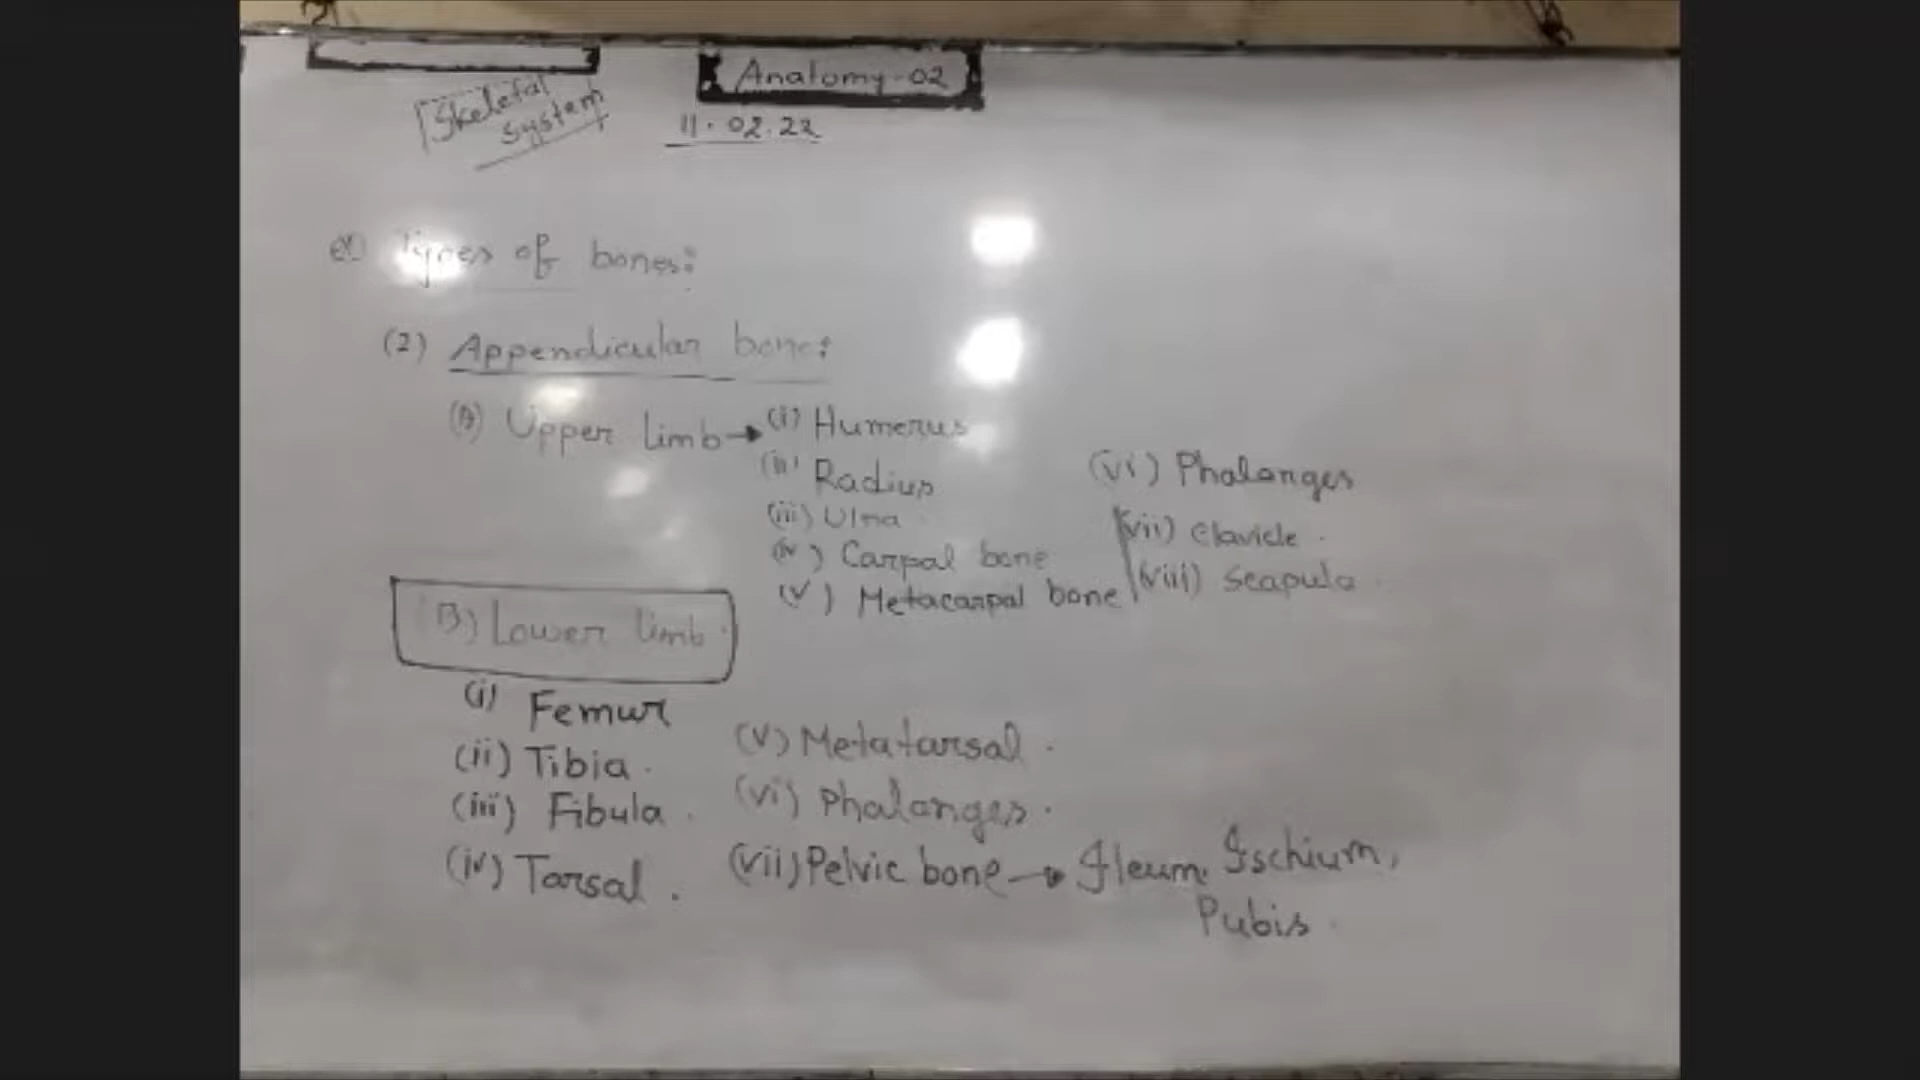 Anatomy-02
Skeletal
system
11.02.22
Types of bones:
(2) Appendicular bone:
(A) Upper limb → (i) Humerus
(ii) Radius
(iii) Ulna
(iv) Carpal bone
(v) Metacarpal bone
(vi) Phalanges
(vii) Clavicle
(viii) Scapula
(B) Lower limb
(i) Femur
(ii) Tibia
(iii) Fibula
(iv) Tarsal
(v) Metatarsal
(vi) Phalanges
(vii) Pelvic bone → Ileum, Ischium,
Pubis